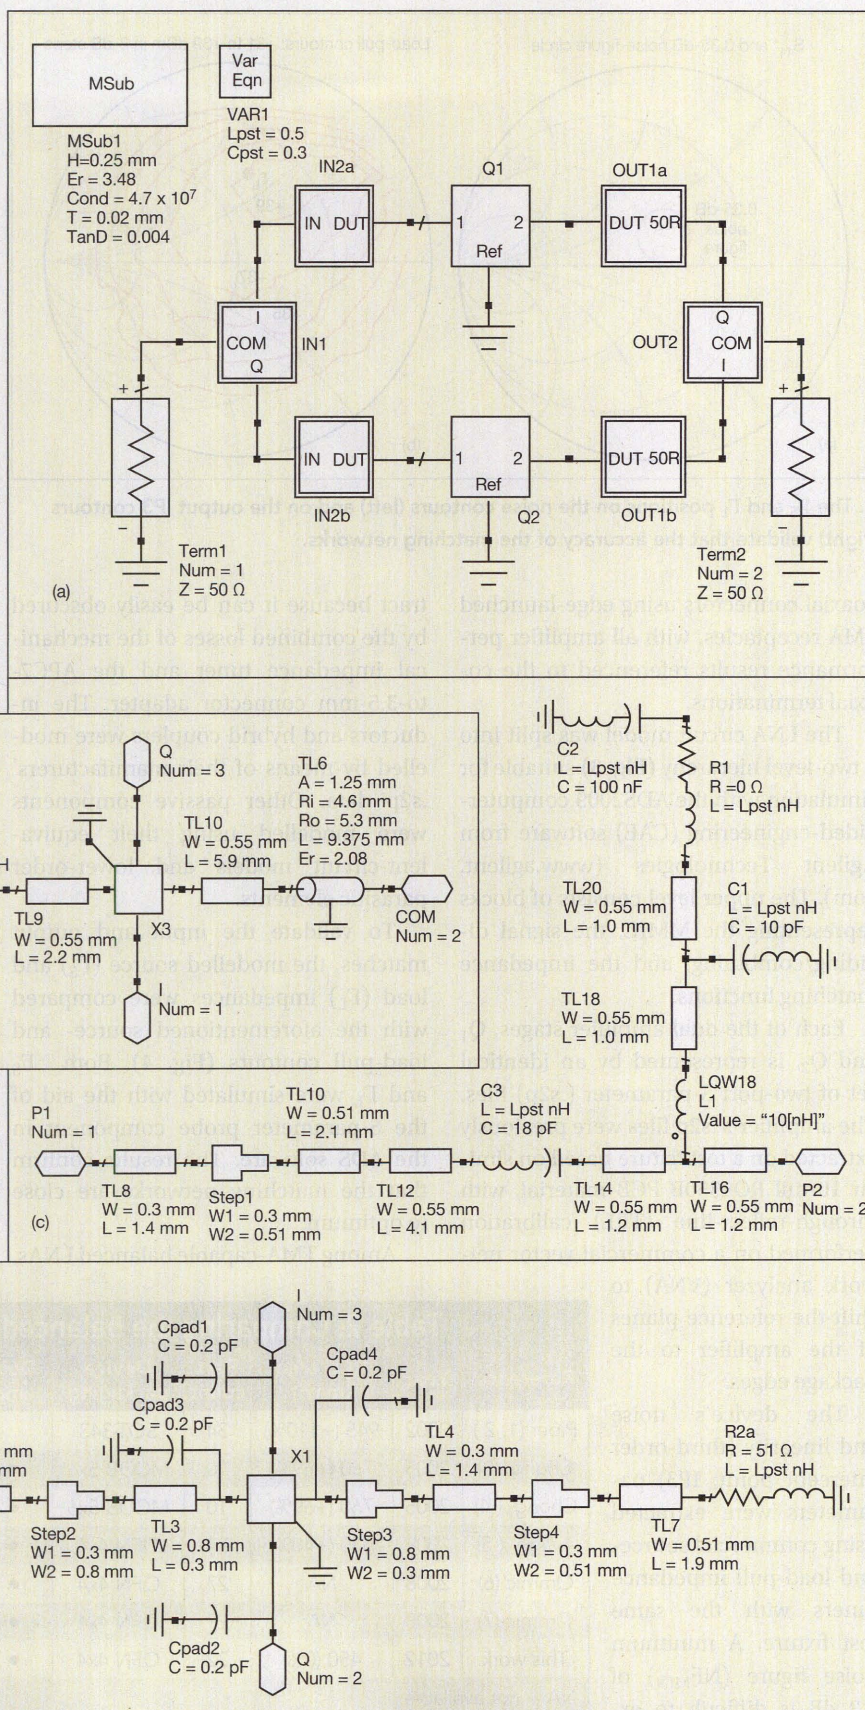 MSub
Var
Eqn
MSub1
H=0.25 mm
Er = 3.48
Cond = 4.7 x 10⁷
T = 0.02 mm
TanD = 0.004
VAR1
Lpst = 0.5
Cpst = 0.3
IN2a
IN DUT
Q1
1 2
Ref
OUT1a
DUT 50R
I
COM
Q
IN1
OUT2
Q
COM
I
+
−
Term1
Num = 1
Z = 50 Ω
IN DUT
IN2b
1 2
Ref
Q2
DUT 50R
OUT1b
+
−
Term2
Num = 2
Z = 50 Ω
(a)
Q
Num = 3
TL10
W = 0.55 mm
L = 5.9 mm
TL6
A = 1.25 mm
Ri = 4.6 mm
Ro = 5.3 mm
L = 9.375 mm
Er = 2.08
TL9
W = 0.55 mm
L = 2.2 mm
X3
COM
Num = 2
I
Num = 1
C2
L = Lpst nH
C = 100 nF
R1
R =0 Ω
L = Lpst nH
TL20
W = 0.55 mm
L = 1.0 mm
C1
L = Lpst nH
C = 10 pF
TL18
W = 0.55 mm
L = 1.0 mm
LQW18
L1
Value = “10[nH]”
P1
Num = 1
TL8
W = 0.3 mm
L = 1.4 mm
Step1
W1 = 0.3 mm
W2 = 0.51 mm
TL10
W = 0.51 mm
L = 2.1 mm
TL12
W = 0.55 mm
L = 4.1 mm
C3
L = Lpst nH
C = 18 pF
TL14
W = 0.55 mm
L = 1.2 mm
TL16
W = 0.55 mm
L = 1.2 mm
P2
Num = 2
(c)
I
Num = 3
Cpad1
C = 0.2 pF
Cpad3
C = 0.2 pF
Cpad4
C = 0.2 pF
X1
mm
mm
Step2
W1 = 0.3 mm
W2 = 0.8 mm
TL3
W = 0.8 mm
L = 0.3 mm
Step3
W1 = 0.8 mm
W2 = 0.3 mm
TL4
W = 0.3 mm
L = 1.4 mm
Step4
W1 = 0.3 mm
W2 = 0.51 mm
TL7
W = 0.51 mm
L = 1.9 mm
R2a
R = 51 Ω
L = Lpst nH
Cpad2
C = 0.2 pF
Q
Num = 2